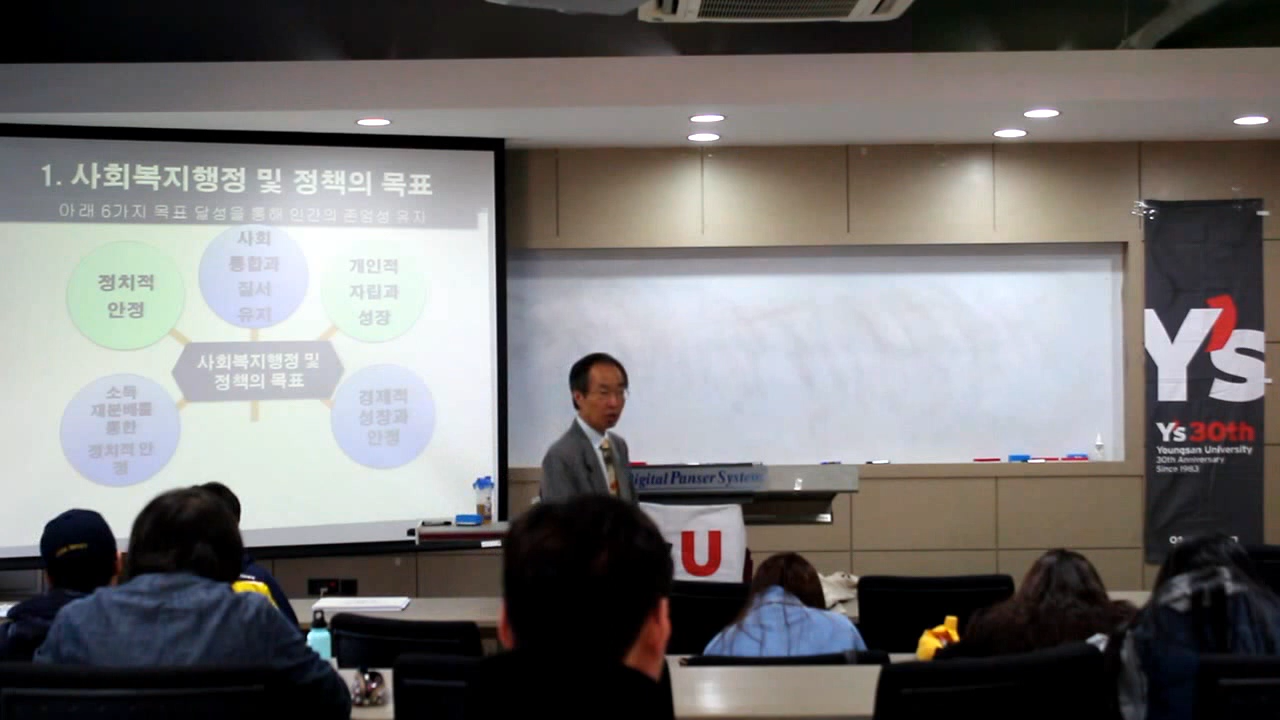 1. 사회복지행정 및 정책의 목표
아래 6가지 목표 달성을 통해 인간의 존엄성 유지
정치적
안정
사회
통합과
질서
유지
개인적
자립과
성장
사회복지행정 및
정책의 목표
소득
재분배를
통한
정치적 안
정
경제적
성장과
안정
Digital Panser System
U
Y's
Y's 30th
Youngsan University
30th Anniversary
Since 1983